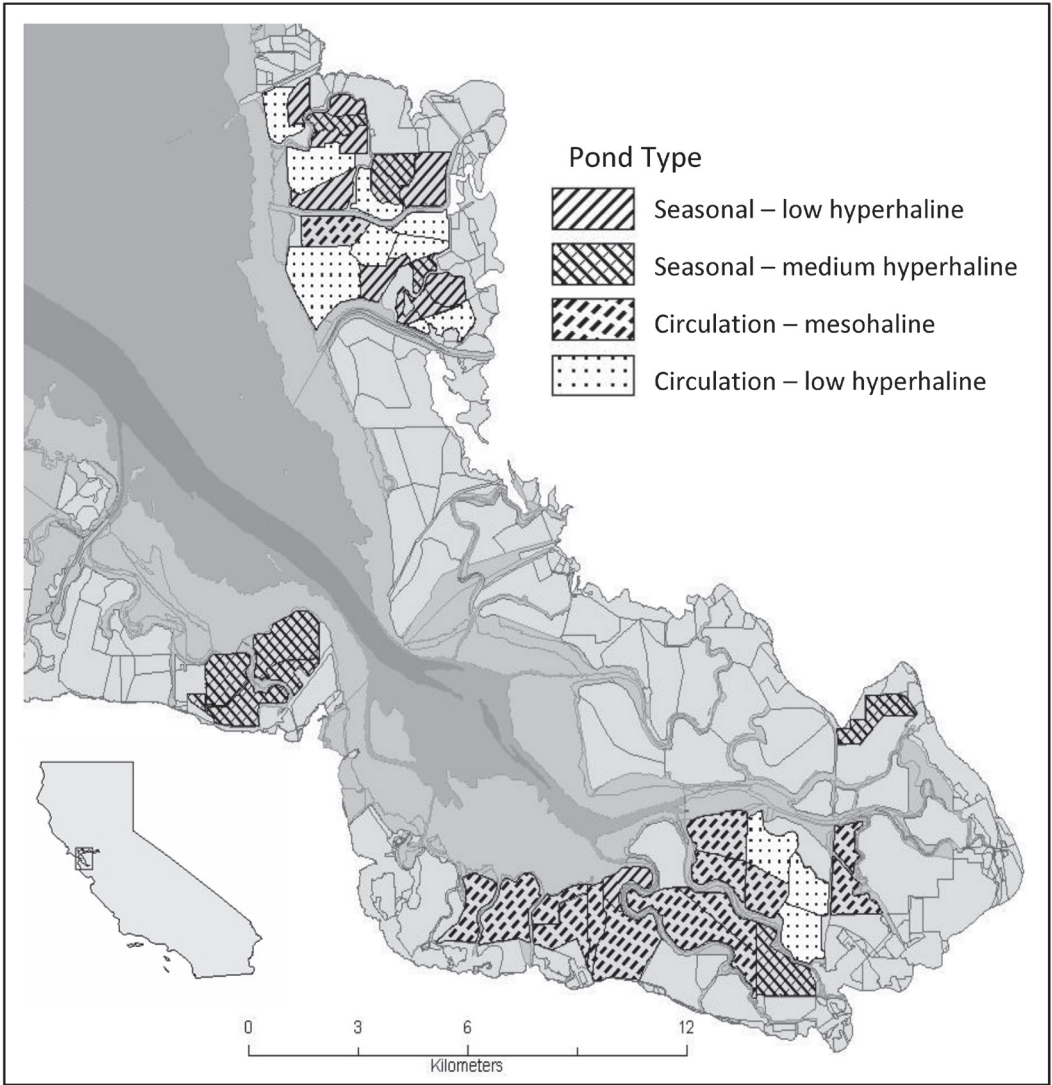 Pond Type
Seasonal – low hyperhaline
Seasonal – medium hyperhaline
Circulation – mesohaline
Circulation – low hyperhaline
0 3 6 12
Kilometers